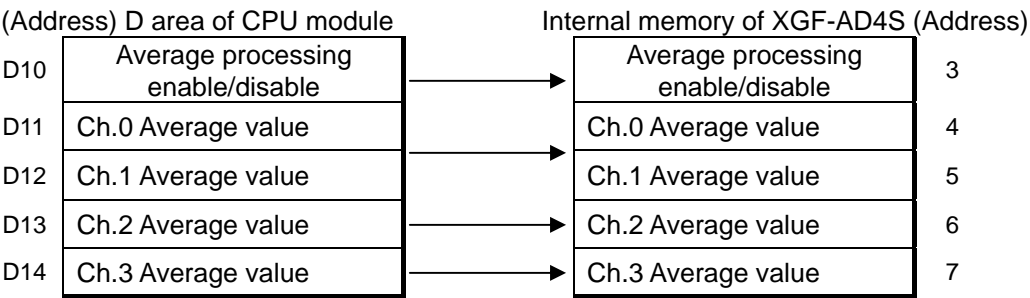 (Address) D area of CPU module Internal memory of XGF-AD4S (Address)
D10 Average processing enable/disable Average processing enable/disable 3
D11 Ch.0 Average value Ch.0 Average value 4
D12 Ch.1 Average value Ch.1 Average value 5
D13 Ch.2 Average value Ch.2 Average value 6
D14 Ch.3 Average value Ch.3 Average value 7